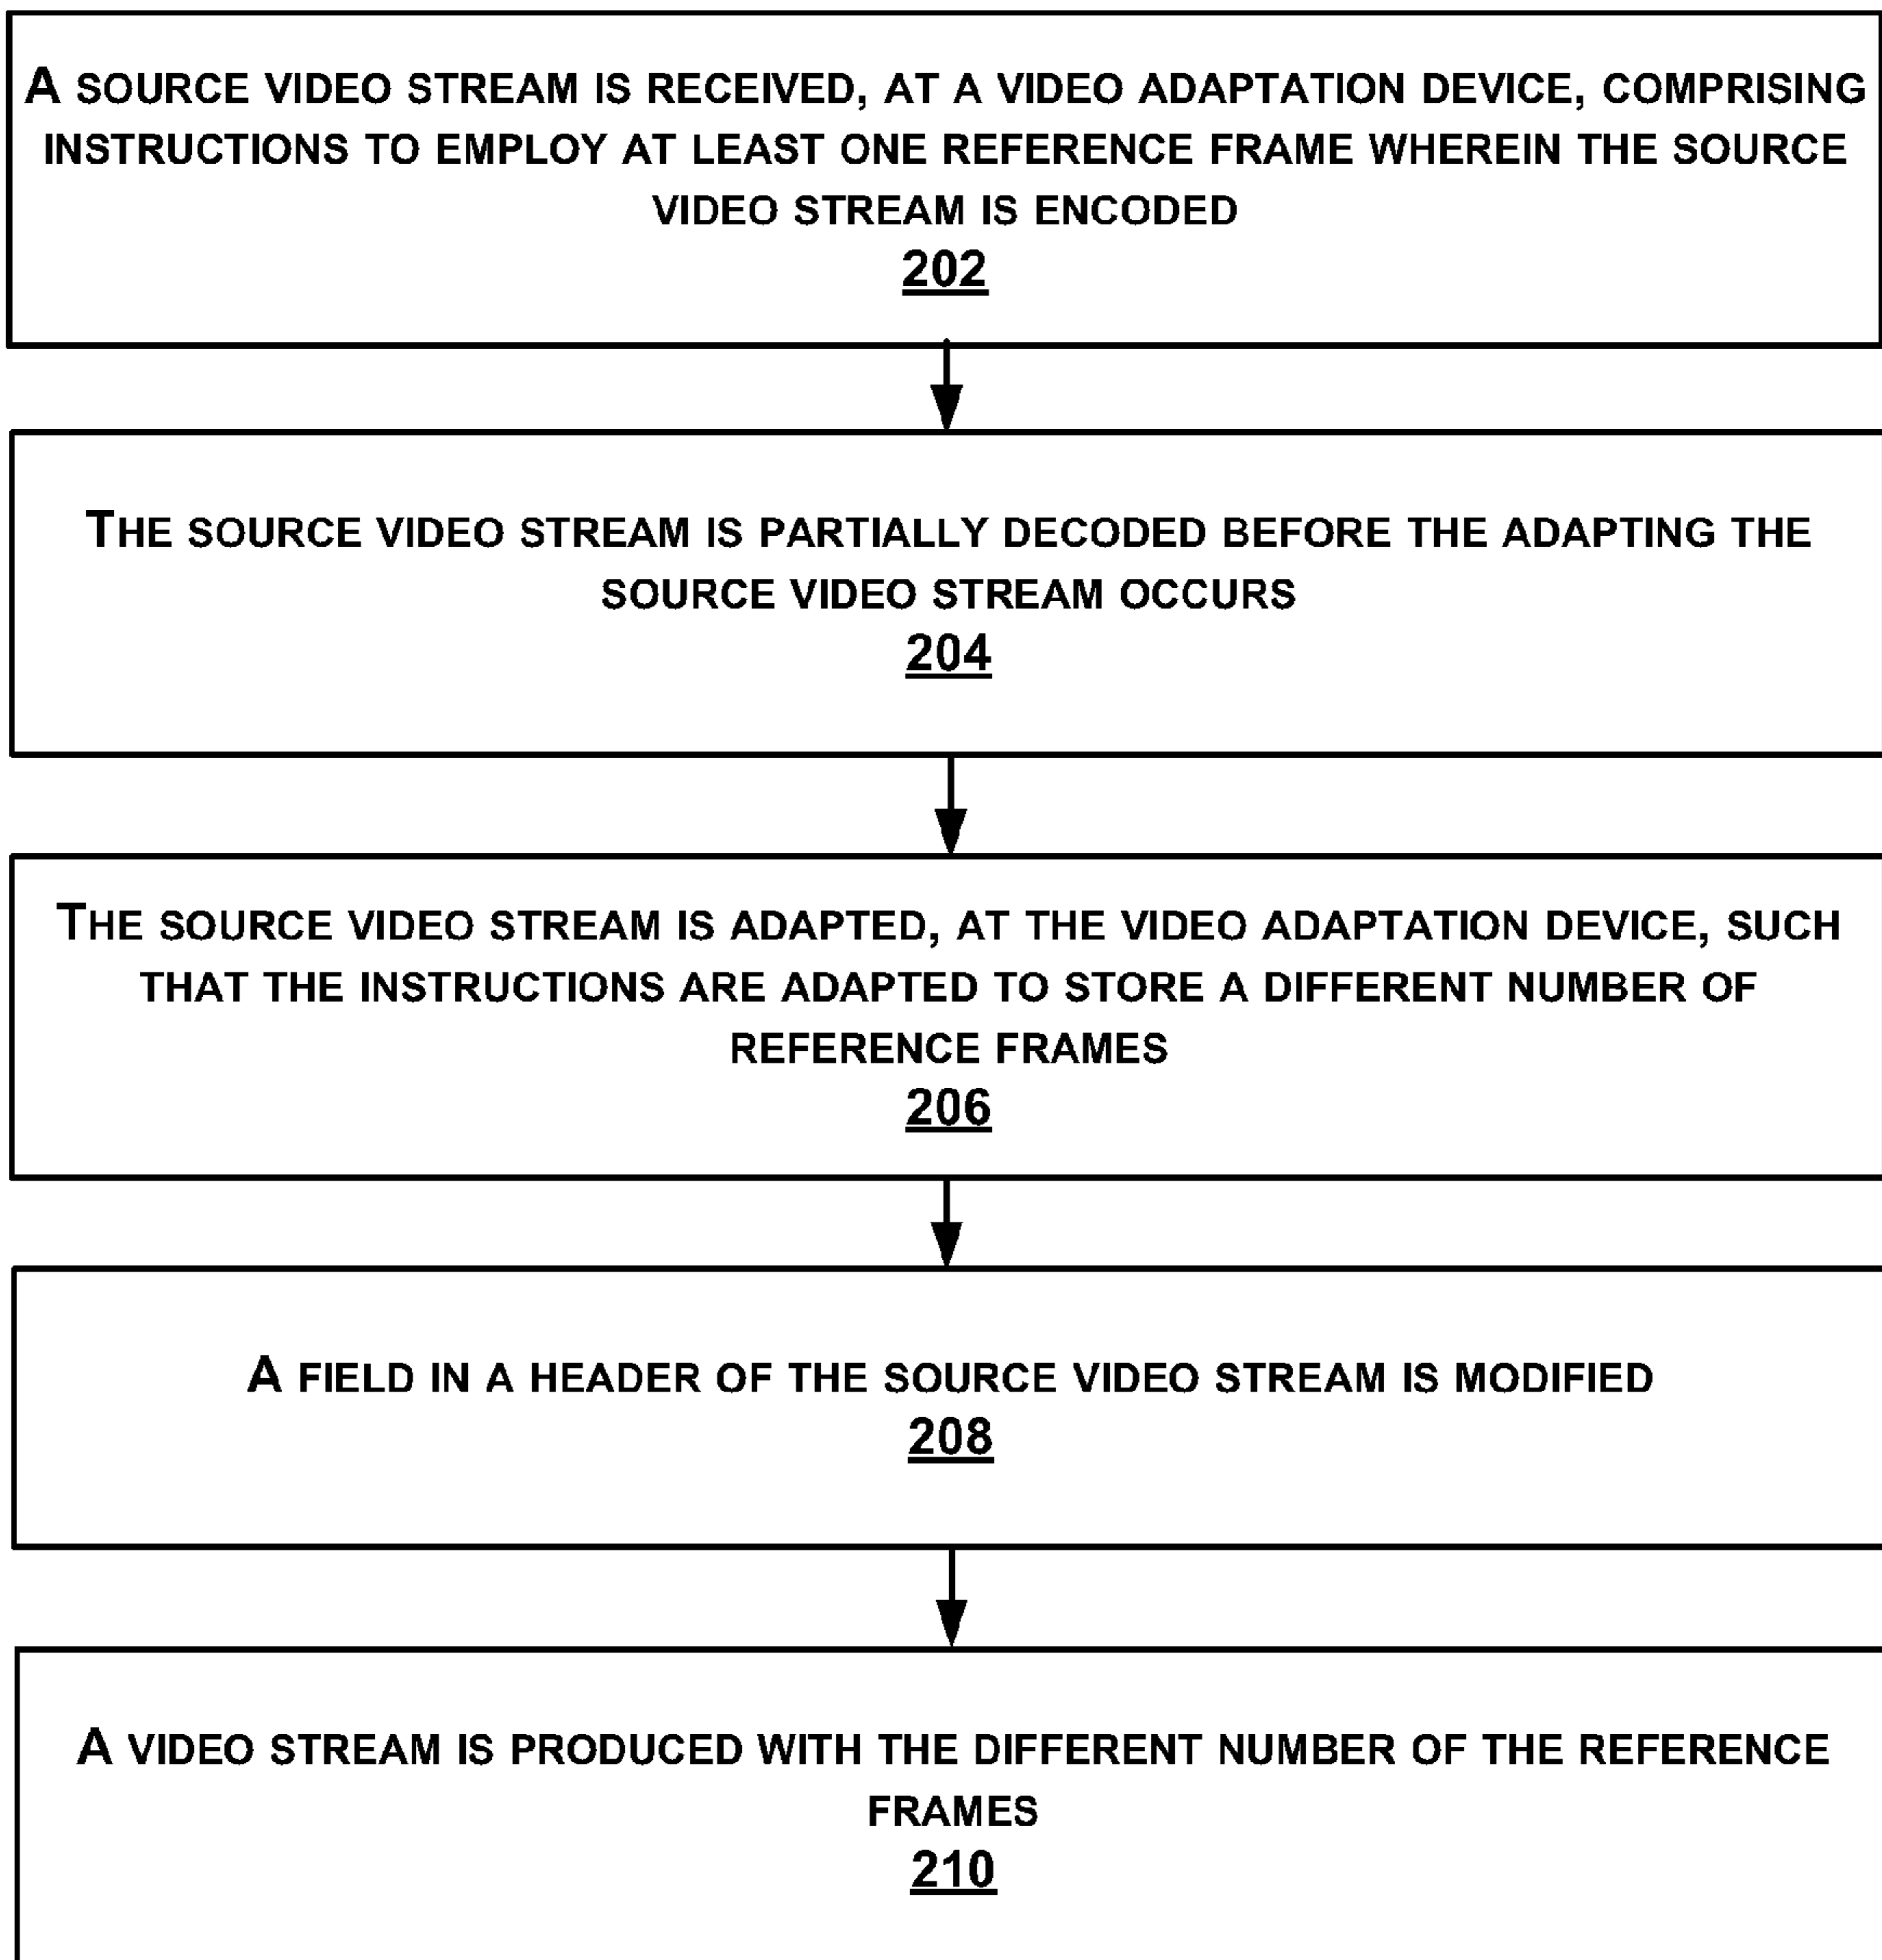 A SOURCE VIDEO STREAM IS RECEIVED, AT A VIDEO ADAPTATION DEVICE, COMPRISING
INSTRUCTIONS TO EMPLOY AT LEAST ONE REFERENCE FRAME WHEREIN THE SOURCE
VIDEO STREAM IS ENCODED
202
THE SOURCE VIDEO STREAM IS PARTIALLY DECODED BEFORE THE ADAPTING THE
SOURCE VIDEO STREAM OCCURS
204
THE SOURCE VIDEO STREAM IS ADAPTED, AT THE VIDEO ADAPTATION DEVICE, SUCH
THAT THE INSTRUCTIONS ARE ADAPTED TO STORE A DIFFERENT NUMBER OF
REFERENCE FRAMES
206
A FIELD IN A HEADER OF THE SOURCE VIDEO STREAM IS MODIFIED
208
A VIDEO STREAM IS PRODUCED WITH THE DIFFERENT NUMBER OF THE REFERENCE
FRAMES
210